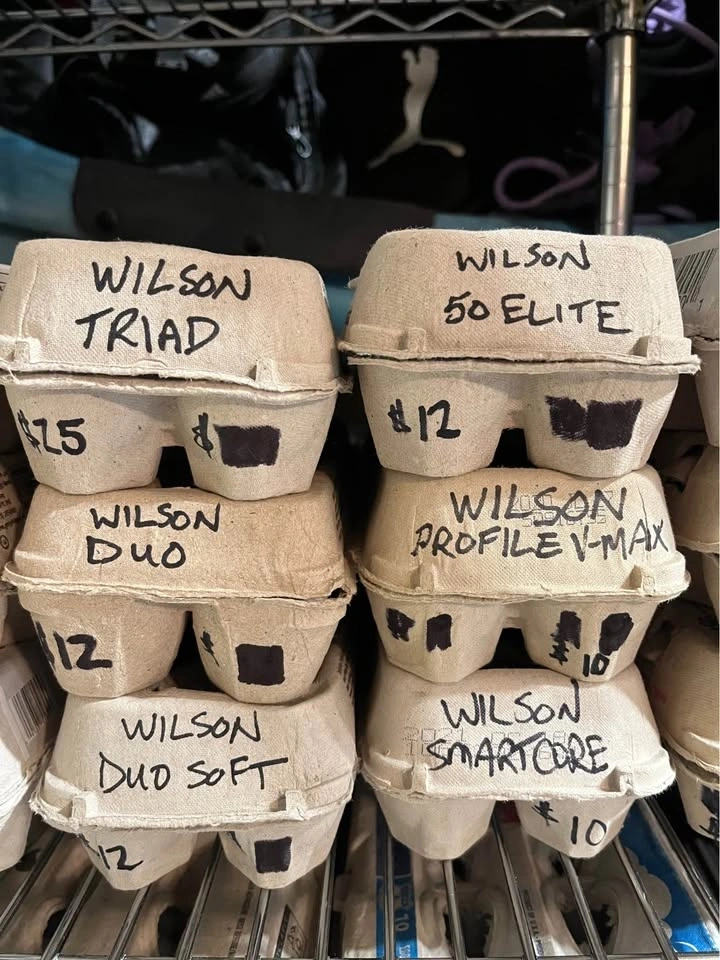 WILSON
TRIAD
$
WILSON
50 ELITE
$12
WILSON
DUO
$12
$
WILSON
PROFILE V-MAX
$10
WILSON
DUO SOFT
12
WILSON
SMARTCORE
$10